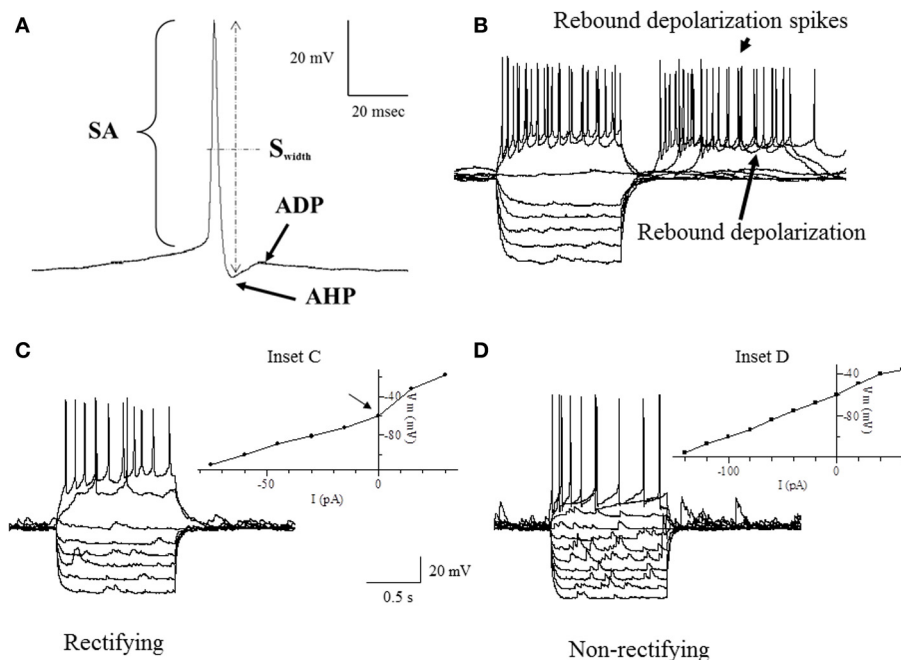 A
SA
20 mV
20 msec
Swidth
ADP
AHP
B
Rebound depolarization spikes
Rebound depolarization
C
Inset C
-40
-80
Vm (mV)
-50
0
I (pA)
20 mV
0.5 s
Rectifying
D
Inset D
-40
-80
Vm (mV)
-100
0
I (pA)
Non-rectifying